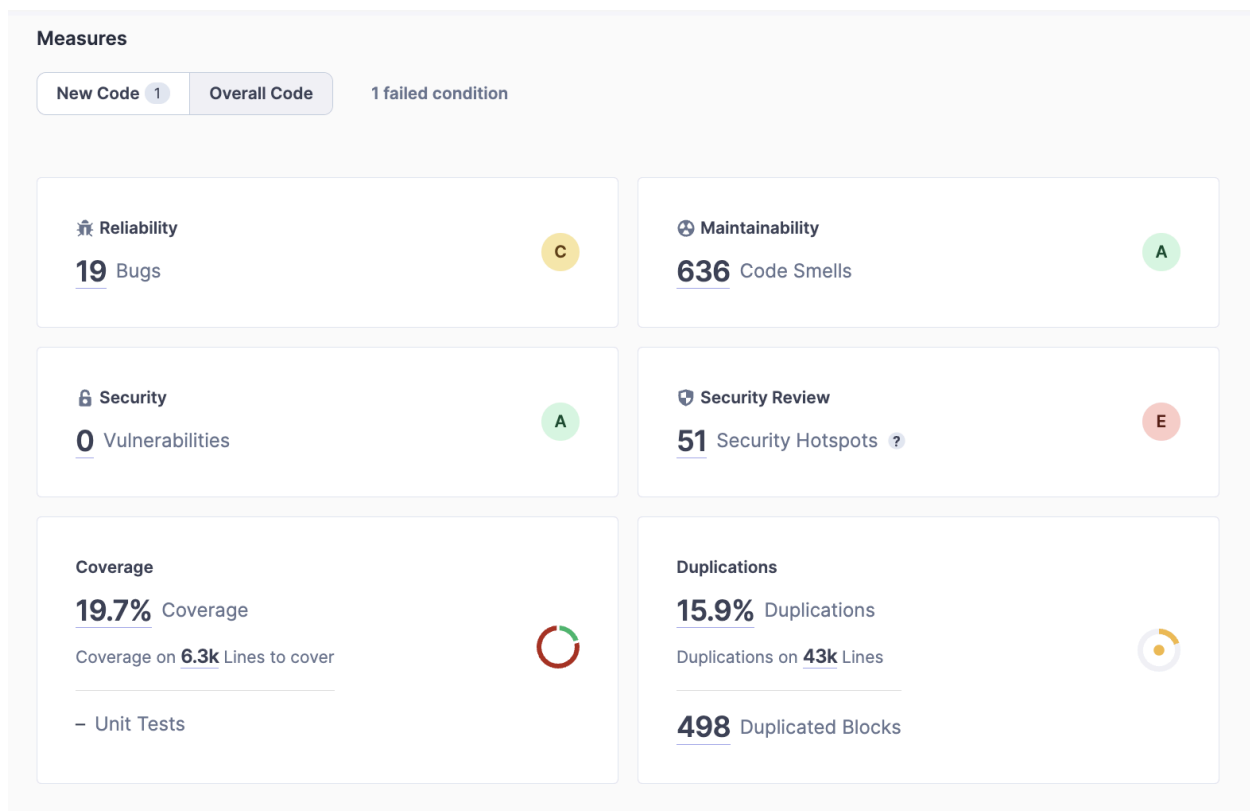 Measures
New Code 1 Overall Code 1 failed condition
Reliability
19 Bugs
C
Maintainability
636 Code Smells
A
Security
0 Vulnerabilities
A
Security Review
51 Security Hotspots ?
E
Coverage
19.7% Coverage
Coverage on 6.3k Lines to cover
– Unit Tests
Duplications
15.9% Duplications
Duplications on 43k Lines
498 Duplicated Blocks